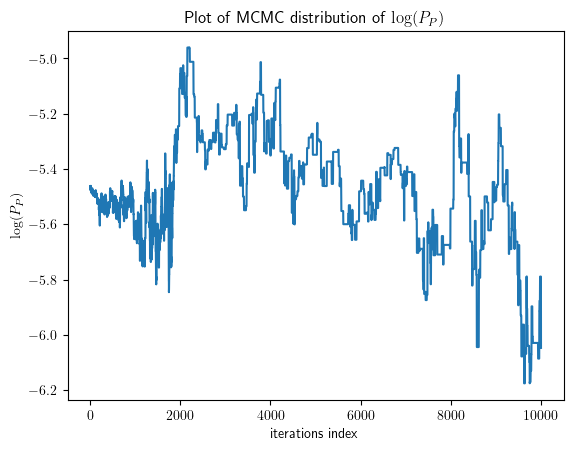 Plot of MCMC distribution of log(P_P)
−5.0
−5.2
−5.4
−5.6
−5.8
−6.0
−6.2
log(P_P)
0 2000 4000 6000 8000 10000
iterations index